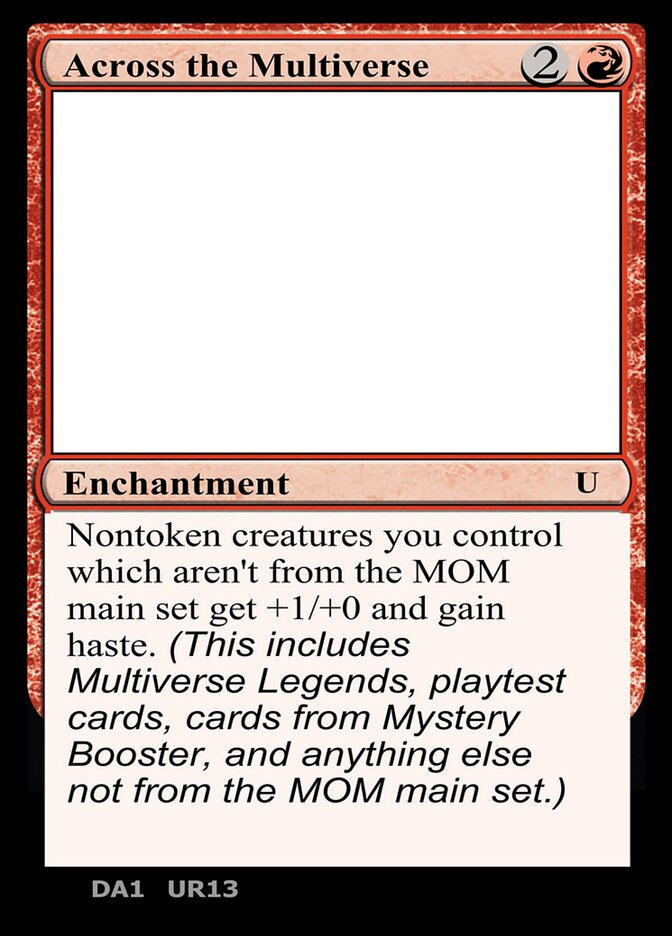 Across the Multiverse 2
Enchantment U
Nontoken creatures you control
which aren't from the MOM
main set get +1/+0 and gain
haste. (This includes
Multiverse Legends, playtest
cards, cards from Mystery
Booster, and anything else
not from the MOM main set.)
DA1 UR13